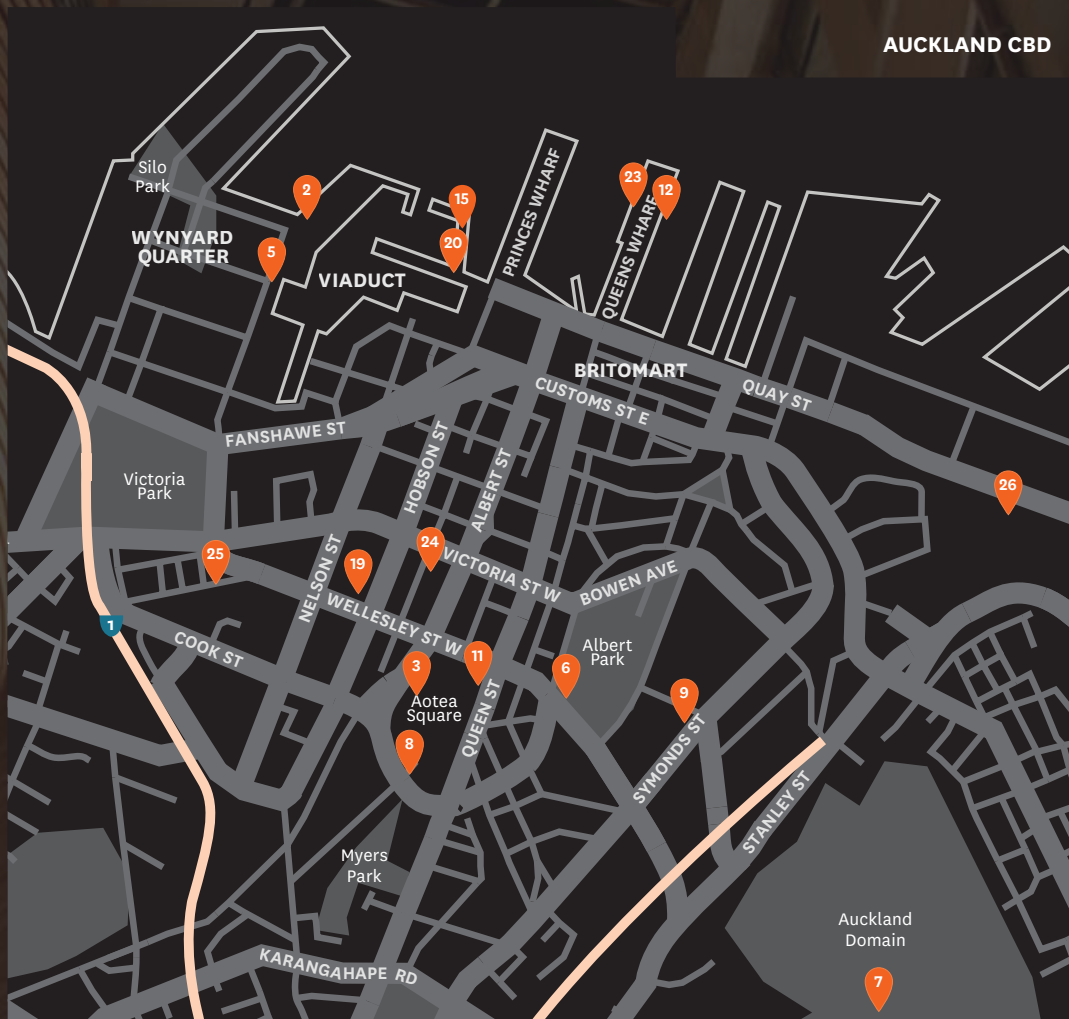 AUCKLAND CBD
Silo
Park
WYNYARD
QUARTER
2
5
VIADUCT
15
20
PRINCES WHARF
23
12
QUEENS WHARF
BRITOMART
CUSTOMS ST E
QUAY ST
26
FANSHAWE ST
HOBSON ST
ALBERT ST
Victoria
Park
25
NELSON ST
19
24
VICTORIA ST W
BOWEN AVE
1
COOK ST
WELLESLEY ST W
11
3
Aotea
Square
8
QUEEN ST
6
Albert
Park
9
SYMONDS ST
STANLEY ST
Myers
Park
KARANGAHAPE RD
Auckland
Domain
7